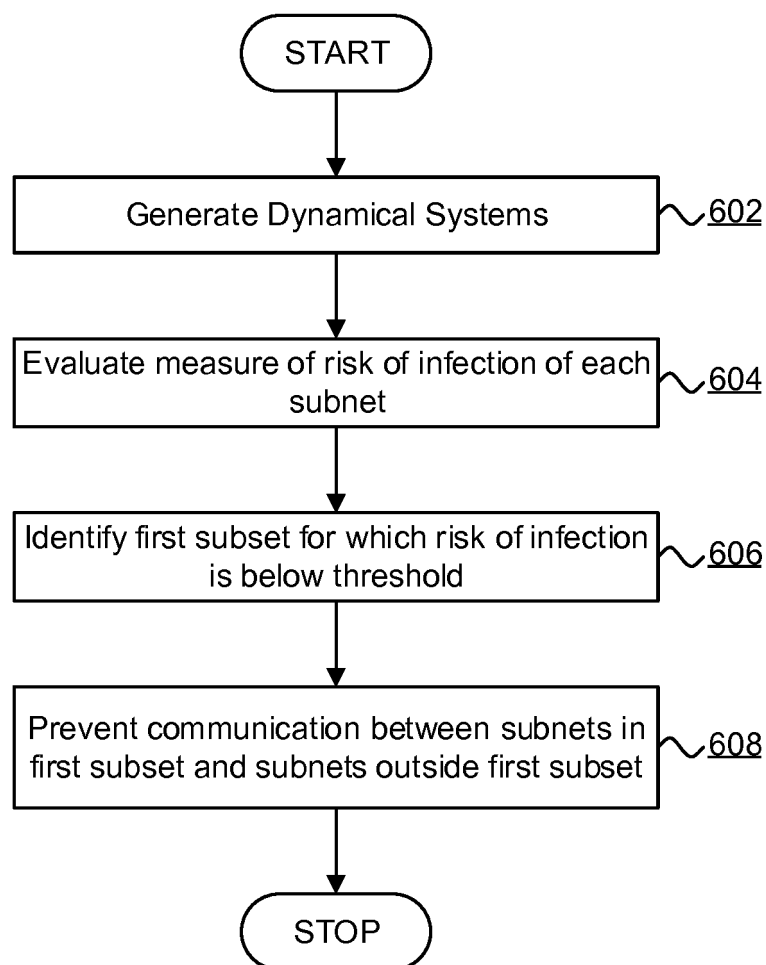 START
Generate Dynamical Systems
602
Evaluate measure of risk of infection of each
subnet
604
Identify first subset for which risk of infection
is below threshold
606
Prevent communication between subnets in
first subset and subnets outside first subset
608
STOP